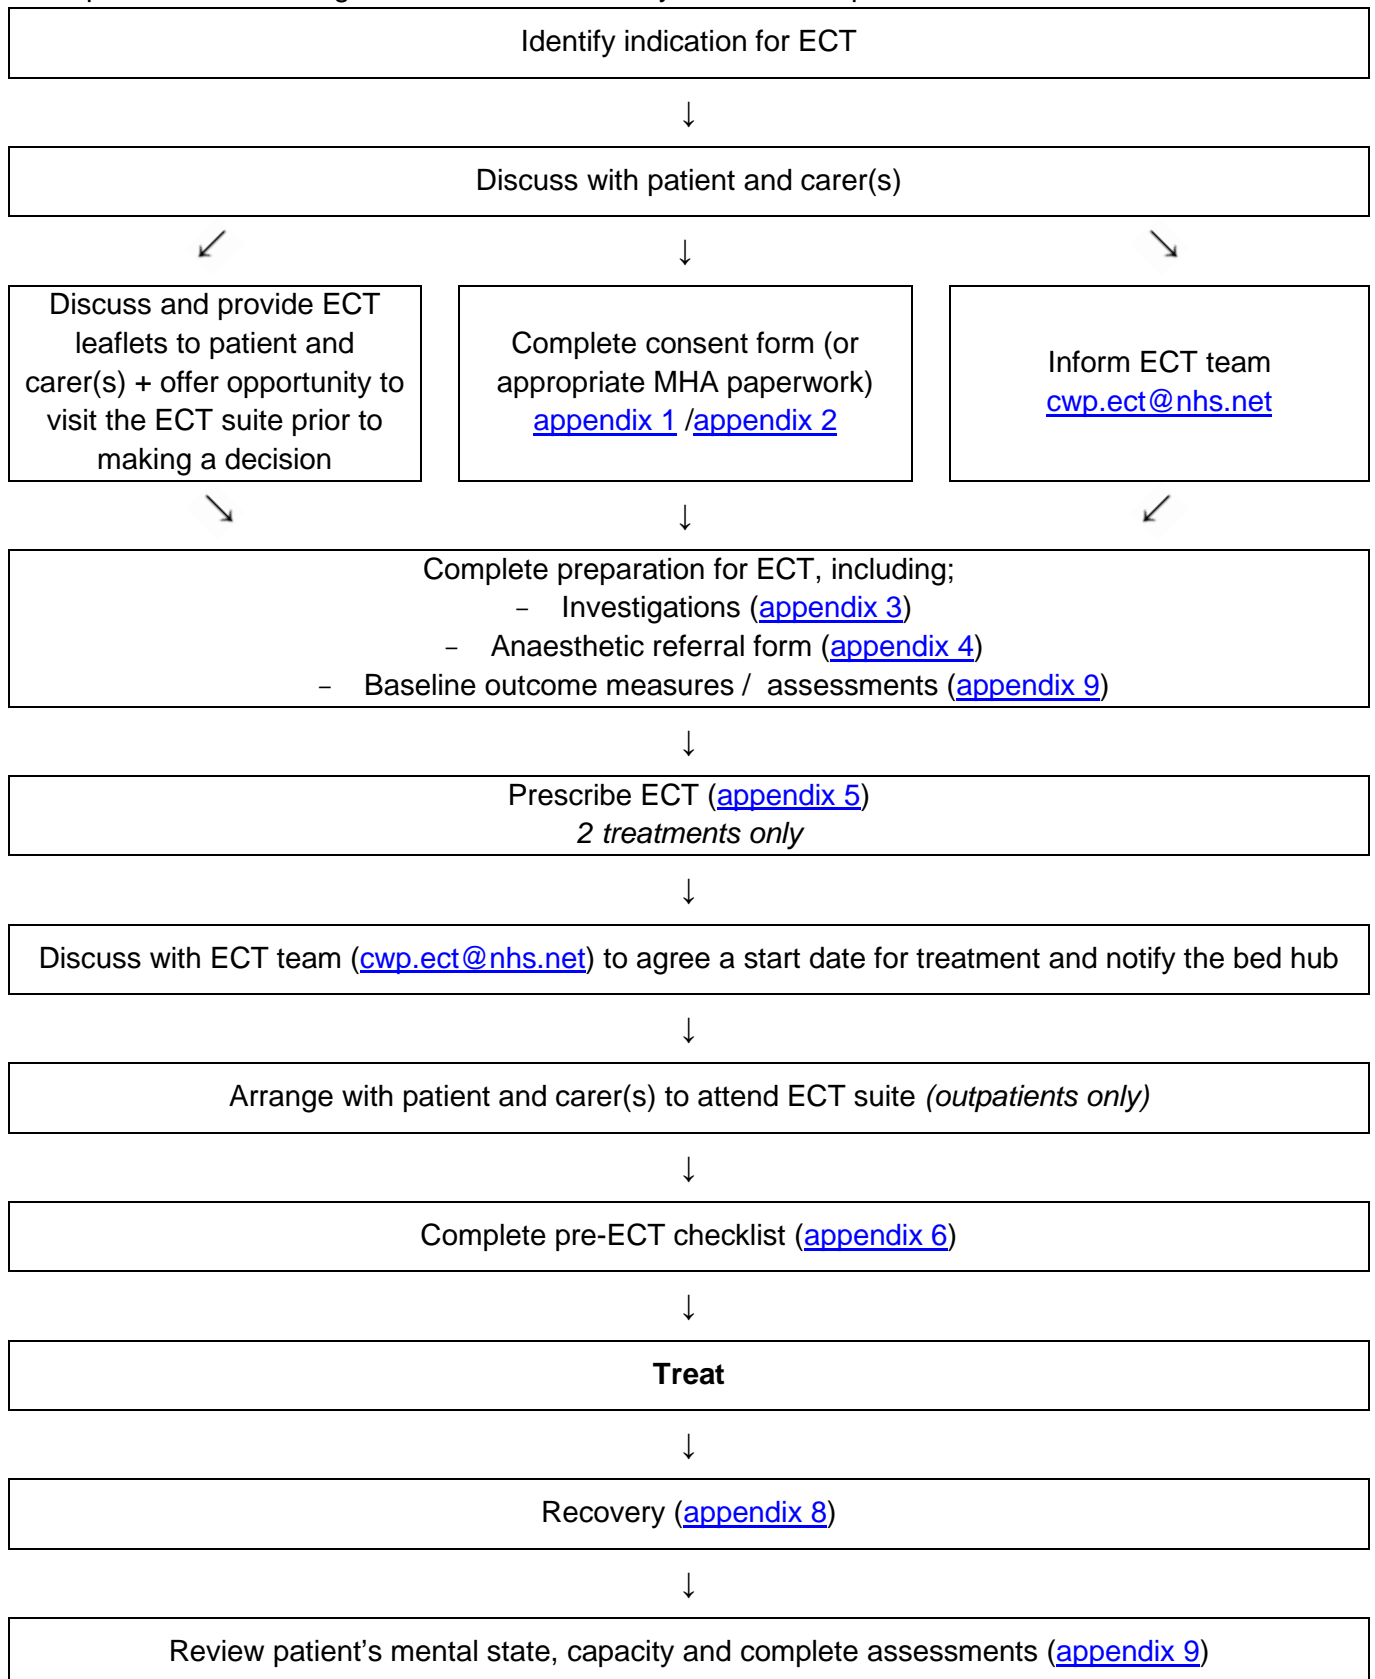 Identify indication for ECT
↓
Discuss with patient and carer(s)
↙ ↓ ↘
Discuss and provide ECT
leaflets to patient and
carer(s) + offer opportunity to
visit the ECT suite prior to
making a decision
Complete consent form (or
appropriate MHA paperwork)
appendix 1 /appendix 2
Inform ECT team
cwp.ect@nhs.net
↘ ↓ ↙
Complete preparation for ECT, including;
- Investigations (appendix 3)
- Anaesthetic referral form (appendix 4)
- Baseline outcome measures / assessments (appendix 9)
↓
Prescribe ECT (appendix 5)
2 treatments only
↓
Discuss with ECT team (cwp.ect@nhs.net) to agree a start date for treatment and notify the bed hub
↓
Arrange with patient and carer(s) to attend ECT suite (outpatients only)
↓
Complete pre-ECT checklist (appendix 6)
↓
Treat
↓
Recovery (appendix 8)
↓
Review patient’s mental state, capacity and complete assessments (appendix 9)